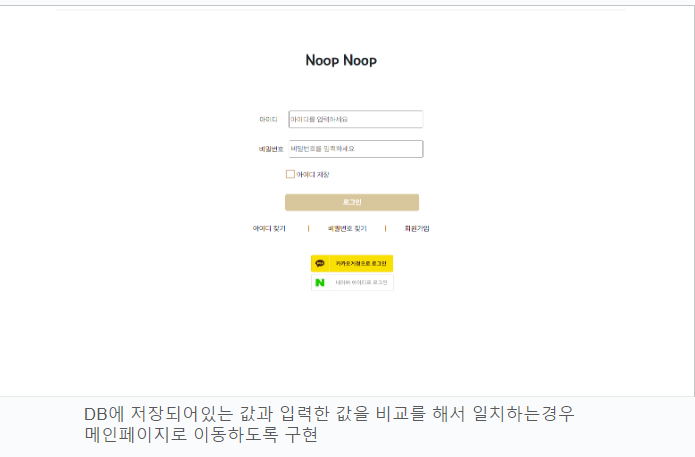 Noop Noop
아이디 아이디를 입력하세요
비밀번호 비밀번호를 입력하세요
아이디 저장
로그인
아이디 찾기 | 비밀번호 찾기 | 회원가입
카카오계정으로 로그인
네이버 아이디로 로그인
DB에 저장되어있는 값과 입력한 값을 비교를 해서 일치하는경우
메인페이지로 이동하도록 구현